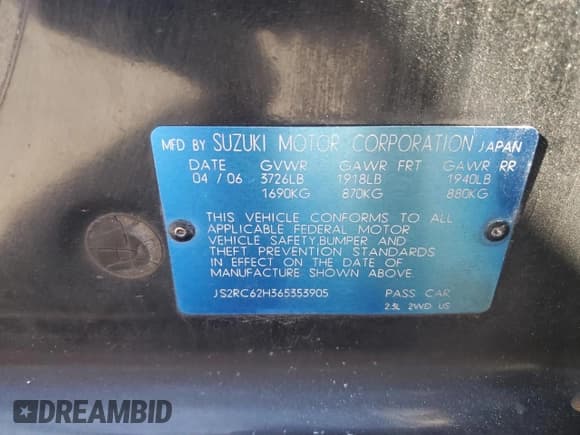 MFD BY SUZUKI MOTOR CORPORATION JAPAN
DATE GVWR GAWR FRT GAWR RR
04 / 06 3726LB 1918LB 1940LB
1690KG 870KG 880KG
THIS VEHICLE CONFORMS TO ALL
APPLICABLE FEDERAL MOTOR
VEHICLE SAFETY,BUMPER AND
THEFT PREVENTION STANDARDS
IN EFFECT ON THE DATE OF
MANUFACTURE SHOWN ABOVE
JS2RC62H365353905 PASS CAR
2.3L 2WD US
DREAMBID